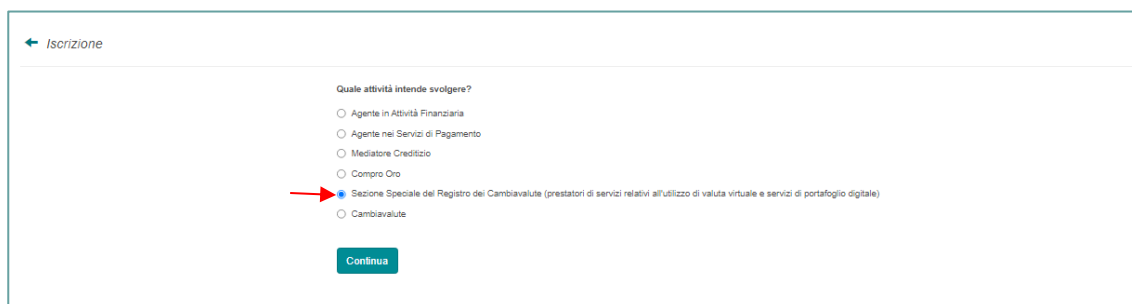 Iscrizione
Quale attività intende svolgere?
Agente in Attività Finanziaria
Agente nei Servizi di Pagamento
Mediatore Creditizio
Compro Oro
Sezione Speciale del Registro dei Cambiavalute (prestatori di servizi relativi all'utilizzo di valuta virtuale e servizi di portafoglio digitale)
Cambiavalute
Continua